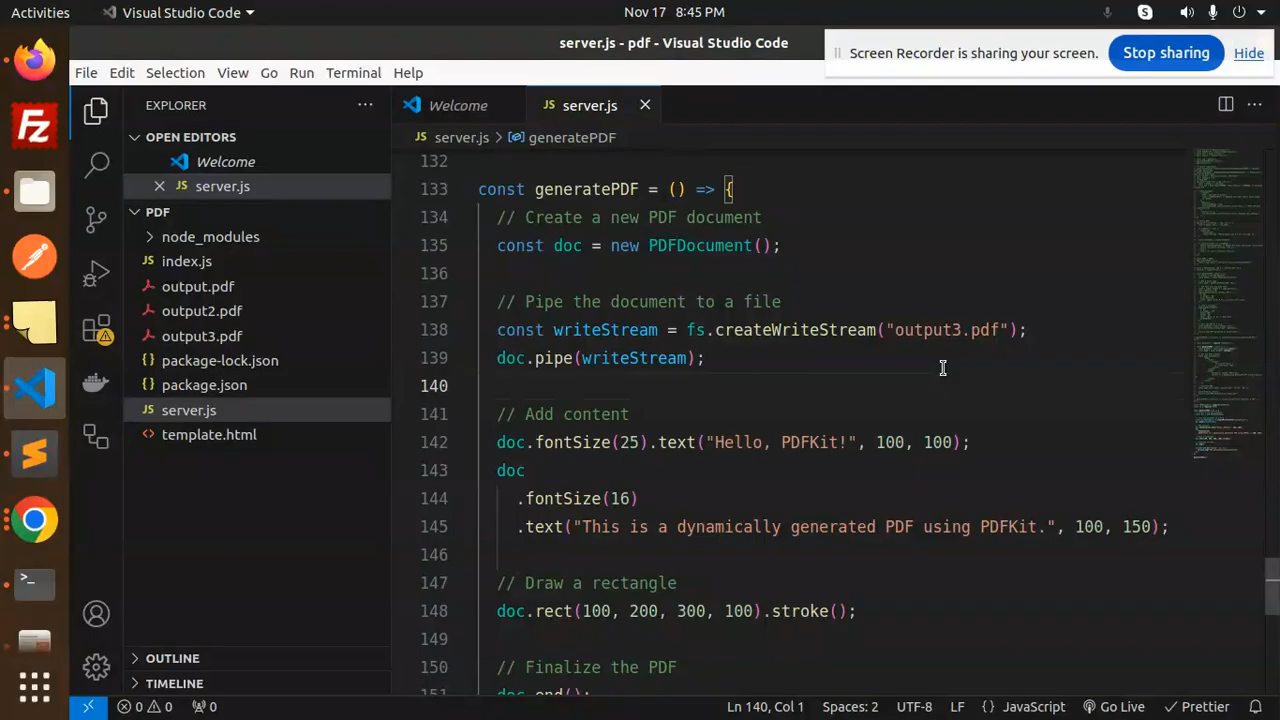 Activities
Visual Studio Code
Nov 17 8:45 PM
server.js - pdf - Visual Studio Code
Screen Recorder is sharing your screen.
Stop sharing
Hide
File Edit Selection View Go Run Terminal Help
EXPLORER
OPEN EDITORS
Welcome
server.js
PDF
node_modules
index.js
output.pdf
output2.pdf
output3.pdf
package-lock.json
package.json
server.js
template.html
OUTLINE
TIMELINE
Welcome
server.js
server.js > generatePDF
132
133 const generatePDF = () => {
134 // Create a new PDF document
135 const doc = new PDFDocument();
136
137 // Pipe the document to a file
138 const writeStream = fs.createWriteStream("output3.pdf");
139 doc.pipe(writeStream);
140
141 // Add content
142 doc.fontSize(25).text("Hello, PDFKit!", 100, 100);
143 doc
144 .fontSize(16)
145 .text("This is a dynamically generated PDF using PDFKit.", 100, 150);
146
147 // Draw a rectangle
148 doc.rect(100, 200, 300, 100).stroke();
149
150 // Finalize the PDF
151 doc.end();
0 0 0
Ln 140, Col 1 Spaces: 2 UTF-8 LF {} JavaScript Go Live Prettier